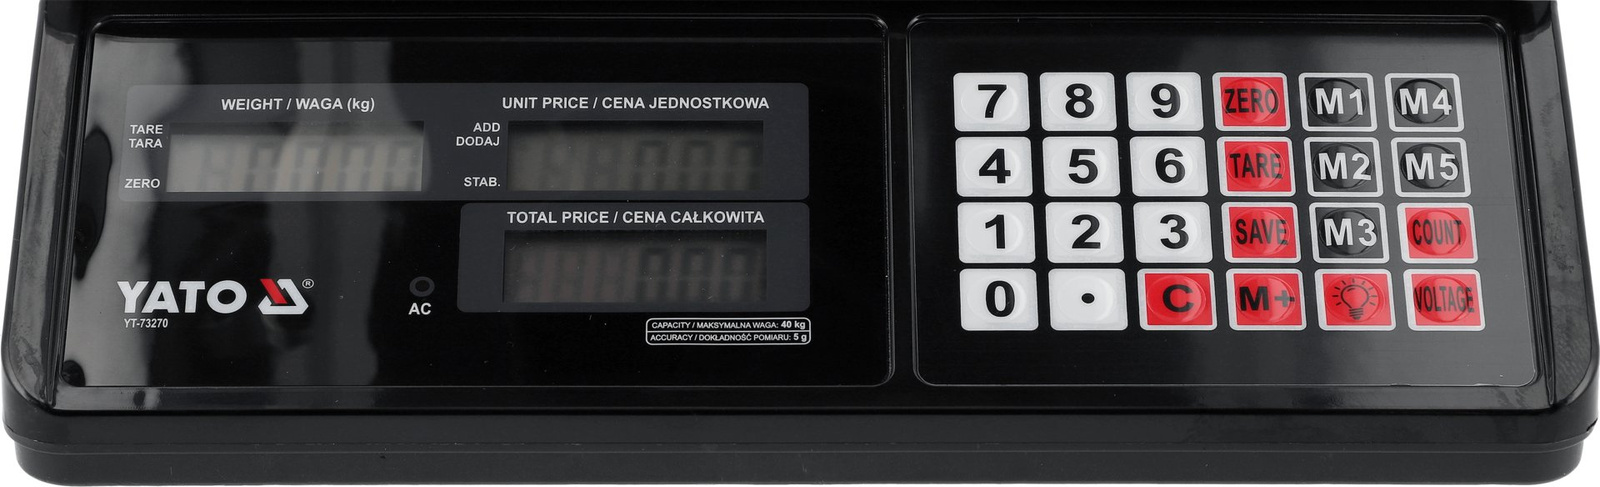 WEIGHT / WAGA (kg)
TARE
TARA
ZERO
UNIT PRICE / CENA JEDNOSTKOWA
ADD
DODAJ
STAB.
TOTAL PRICE / CENA CAŁKOWITA
YATO ®
YT-73270
AC
CAPACITY / MAKSYMALNA WAGA: 40 kg
ACCURACY / DOKŁADNOŚĆ POMIARU: 5 g
7 8 9 ZERO M1 M4
4 5 6 TARE M2 M5
1 2 3 SAVE M3 COUNT
0 . C M+ VOLTAGE